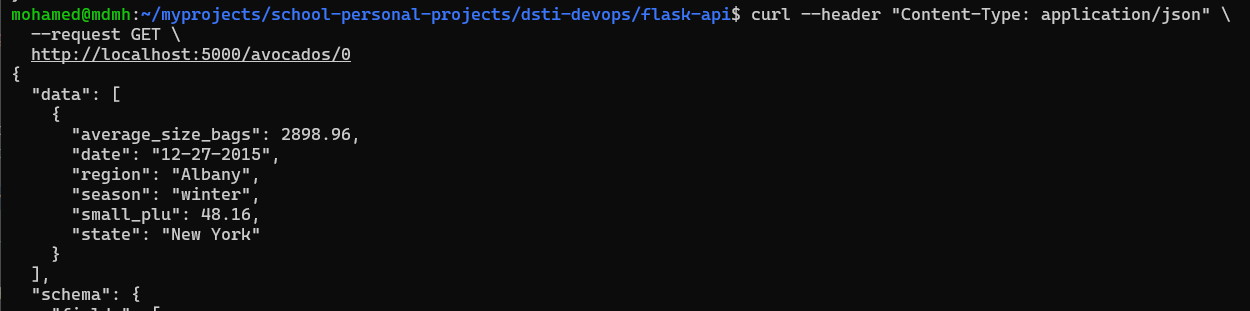 mohamed@mdmh:~/myprojects/school-personal-projects/dsti-devops/flask-api$ curl --header "Content-Type: application/json" \
  --request GET \
  http://localhost:5000/avocados/0
{
  "data": [
    {
      "average_size_bags": 2898.96,
      "date": "12-27-2015",
      "region": "Albany",
      "season": "winter",
      "small_plu": 48.16,
      "state": "New York"
    }
  ],
  "schema": {